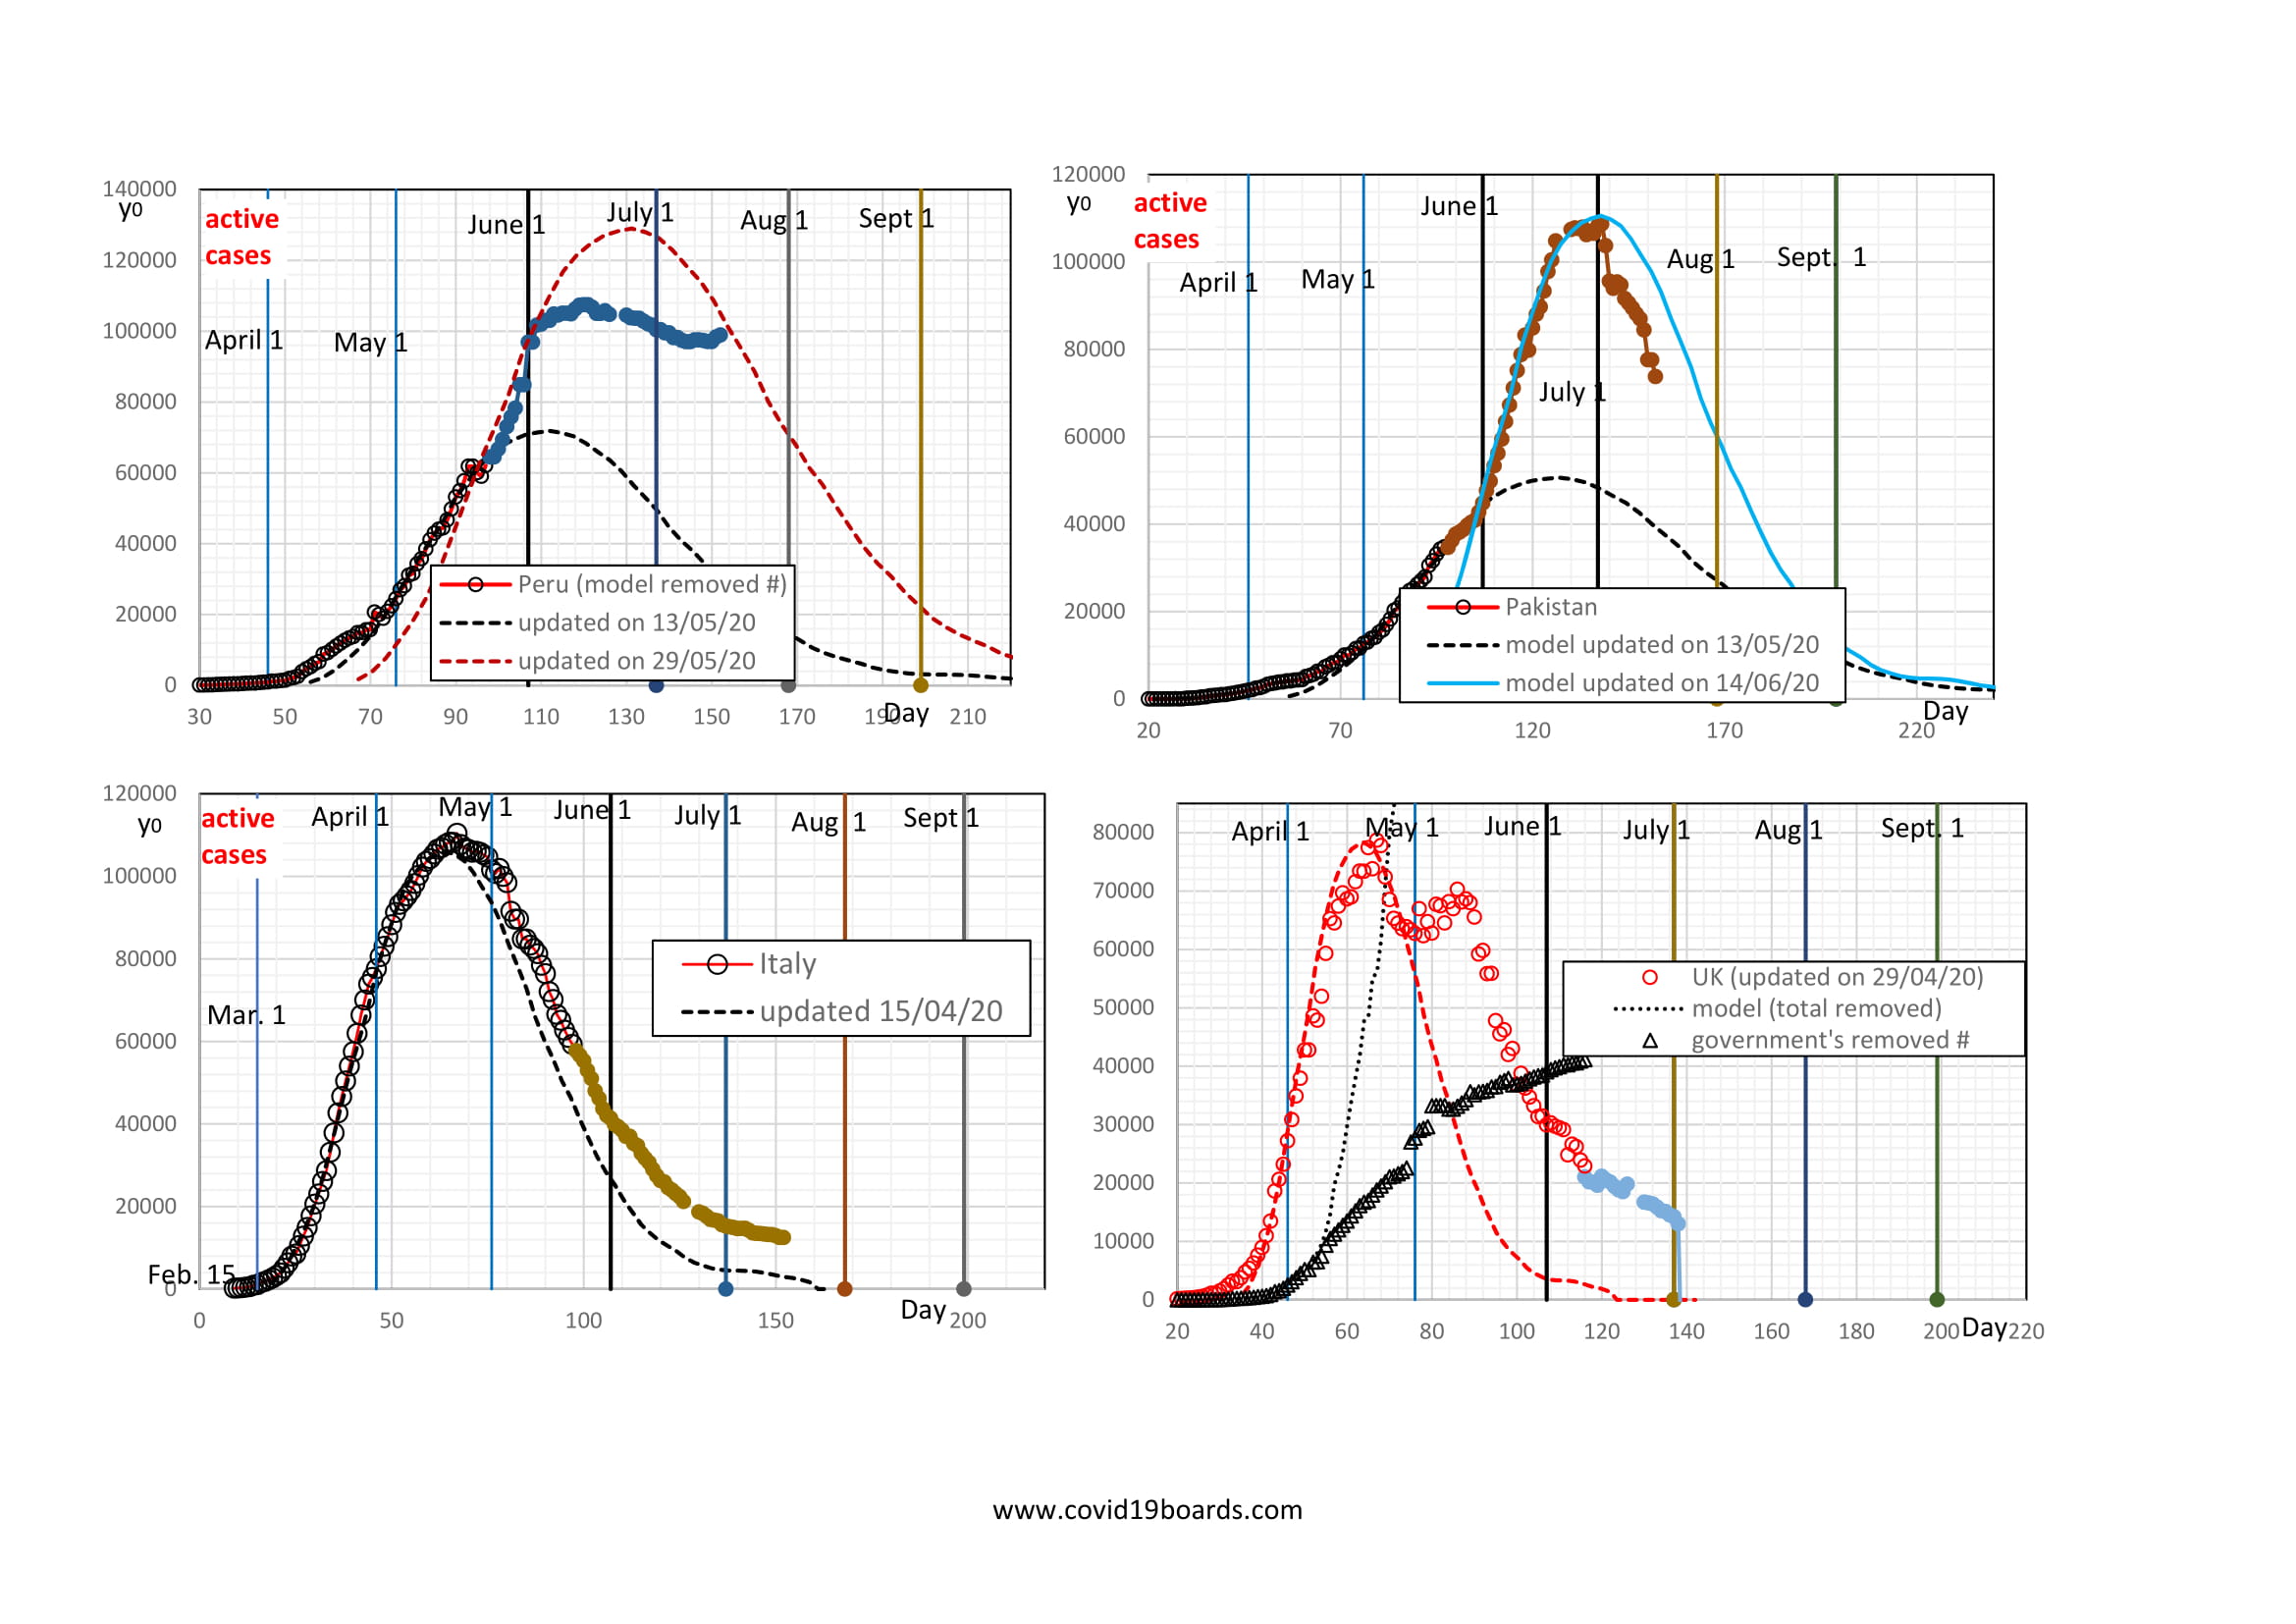 140000
y0
active
cases
June 1
July 1
Aug 1
Sept 1
120000
100000
April 1
May 1
80000
60000
40000
20000
0
Peru (model removed #)
updated on 13/05/20
updated on 29/05/20
30 50 70 90 110 130 150 170 190 210
Day
120000
y0
active
cases
June 1
100000
April 1
May 1
Aug 1
Sept. 1
80000
July 1
60000
40000
20000
0
Pakistan
model updated on 13/05/20
model updated on 14/06/20
Day
20 70 120 170 220
120000
y0
active
cases
April 1
May 1
June 1
July 1
Aug 1
Sept 1
100000
80000
Italy
updated 15/04/20
Mar. 1
60000
40000
20000
Feb. 15
0
Day
0 50 100 150 200
80000
April 1
May 1
June 1
July 1
Aug 1
Sept. 1
70000
60000
50000
UK (updated on 29/04/20)
model (total removed)
government's removed #
40000
30000
20000
10000
0
20 40 60 80 100 120 140 160 180 200 Day 220
www.covid19boards.com